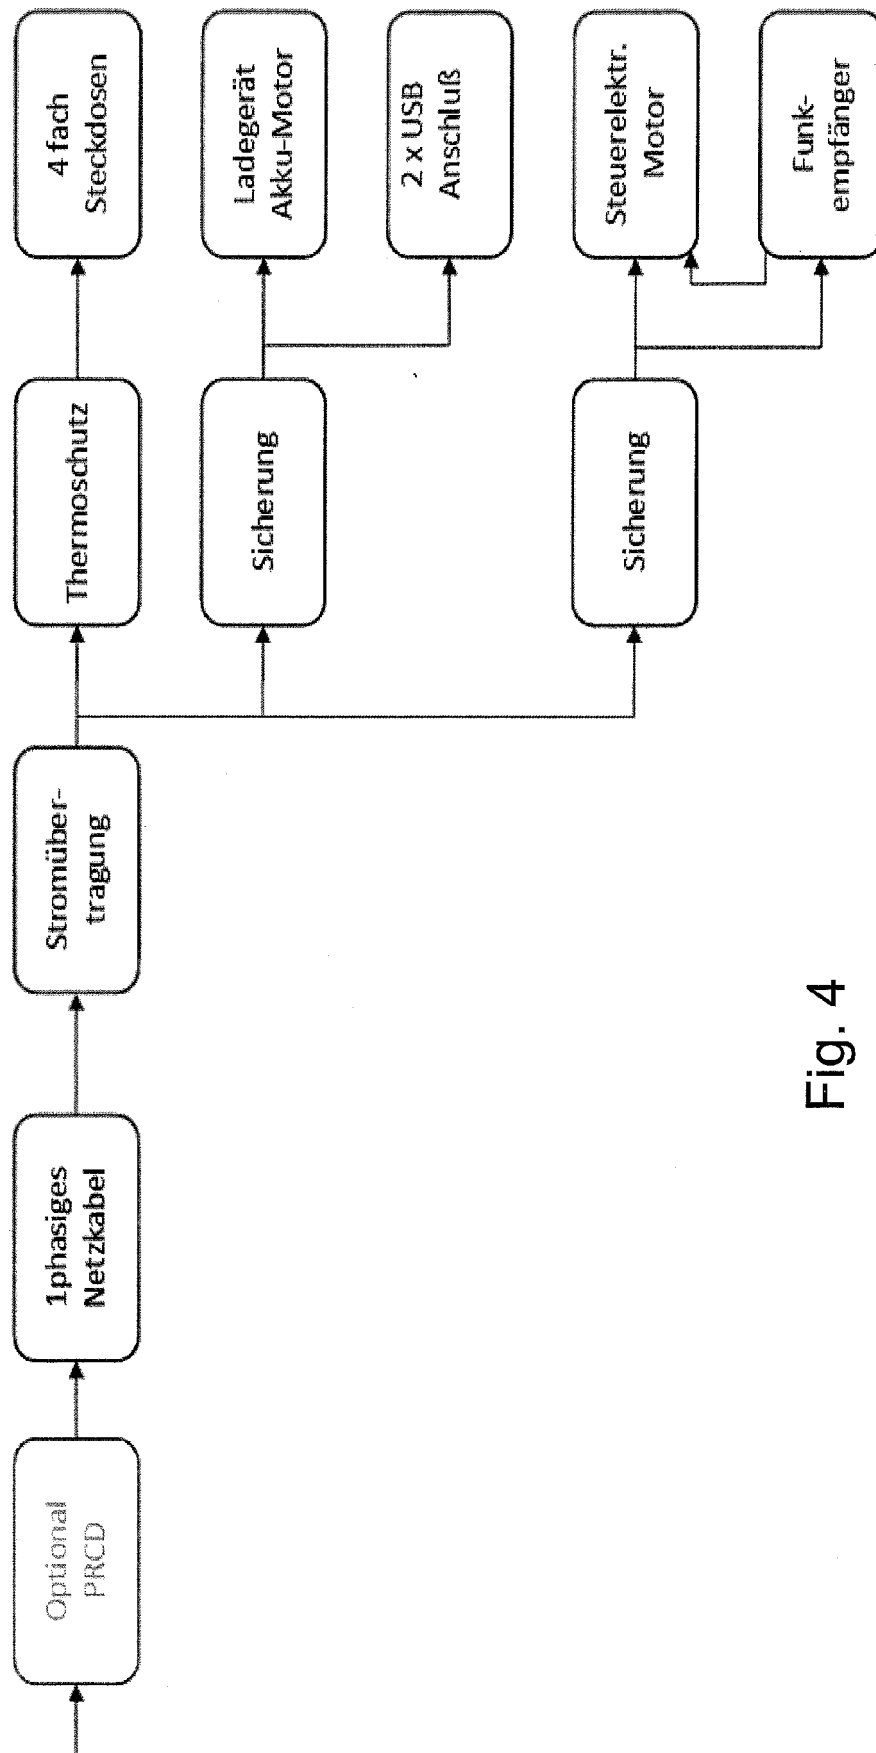 Optional
PRCD
1phasiges
Netzkabel
Stromüber-
tragung
Thermoschutz
4 fach
Steckdosen
Sicherung
Ladegerät
Akku-Motor
2 x USB
Anschluß
Sicherung
Steuerelektr.
Motor
Funk-
empfänger
Fig. 4